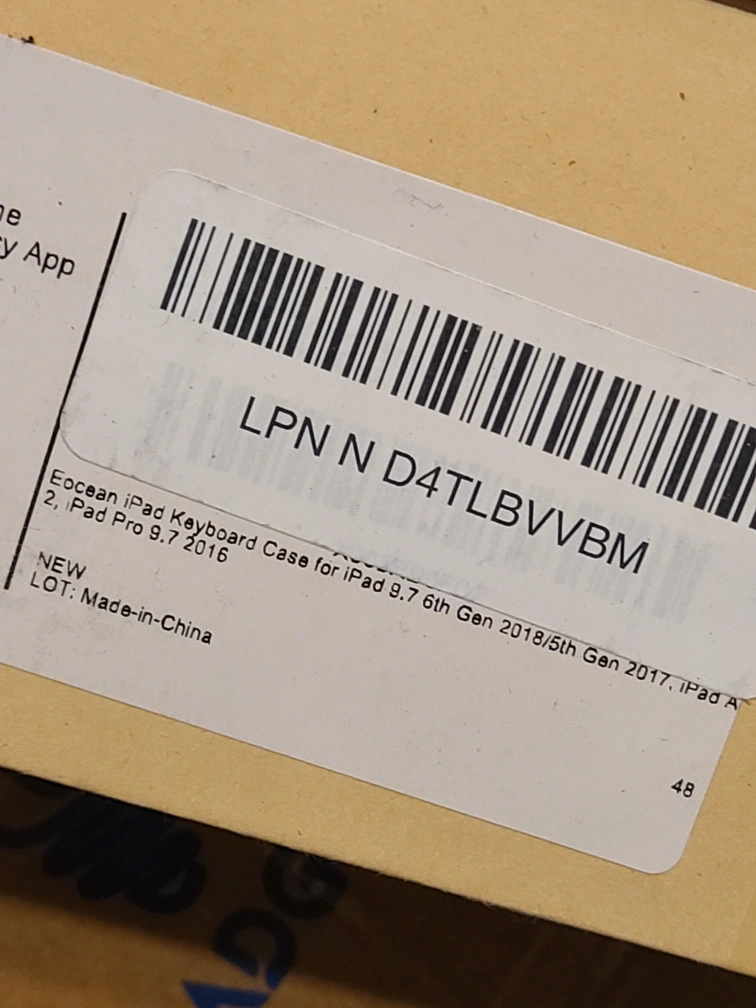 App
LPN N D4TLBVVBM
Eocean iPad Keyboard Case for iPad 9.7 6th Gen 2018/5th Gen 2017, iPad A
2, iPad Pro 9.7 2016
NEW
LOT: Made-in-China
48